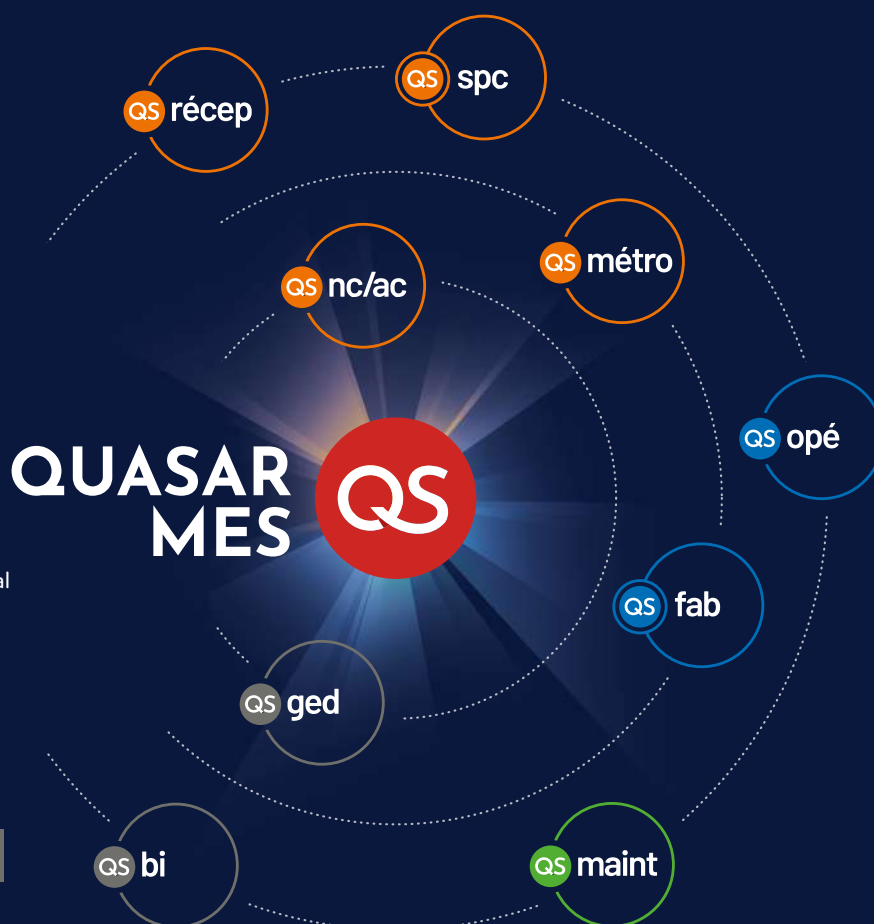 QS spc
QS récep
QS métro
QS nc/ac
QS opé
QUASAR
MES
QS
al
QS fab
QS ged
QS bi
QS maint